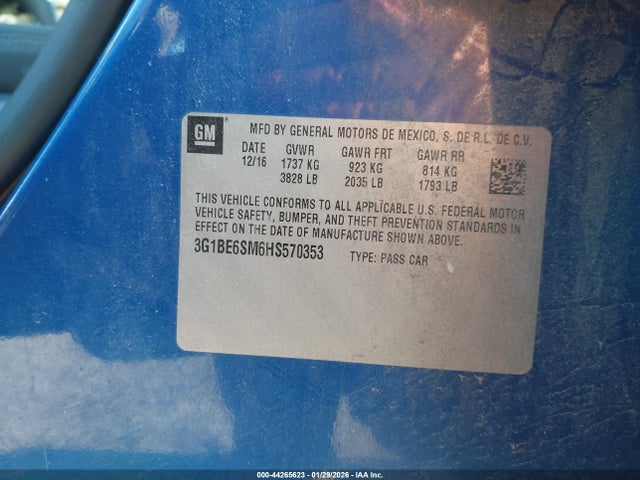 GM
MFD BY GENERAL MOTORS DE MEXICO, S. DE R.L. DE C.V.
DATE GVWR GAWR FRT GAWR RR
12/16 1737 KG 923 KG 814 KG
3828 LB 2035 LB 1793 LB
THIS VEHICLE CONFORMS TO ALL APPLICABLE U.S. FEDERAL MOTOR
VEHICLE SAFETY, BUMPER, AND THEFT PREVENTION STANDARDS IN
EFFECT ON THE DATE OF MANUFACTURE SHOWN ABOVE.
3G1BE6SM6HS570353 TYPE: PASS CAR
000-44265623 | 01/29/2026 - IAA Inc.